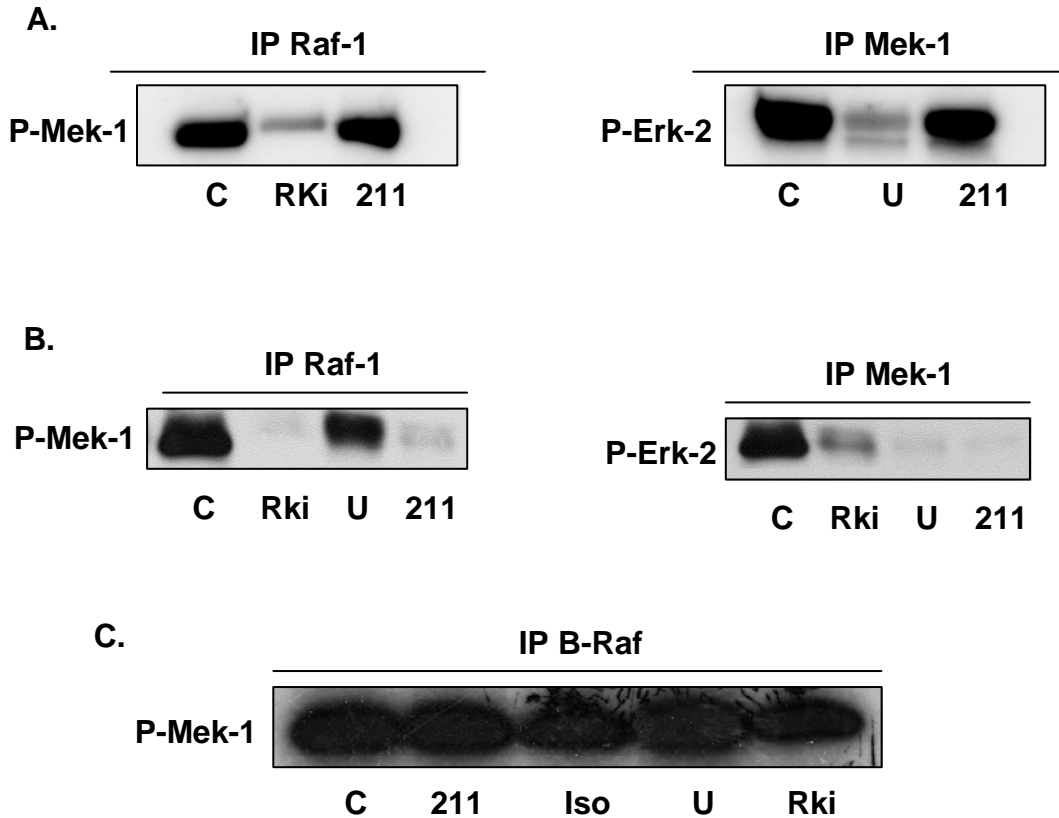 A.
IP Raf-1
IP Mek-1
P-Mek-1
P-Erk-2
C RKi 211
C U 211
B.
IP Raf-1
IP Mek-1
P-Mek-1
P-Erk-2
C Rki U 211
C Rki U 211
C.
IP B-Raf
P-Mek-1
C 211 Iso U Rki